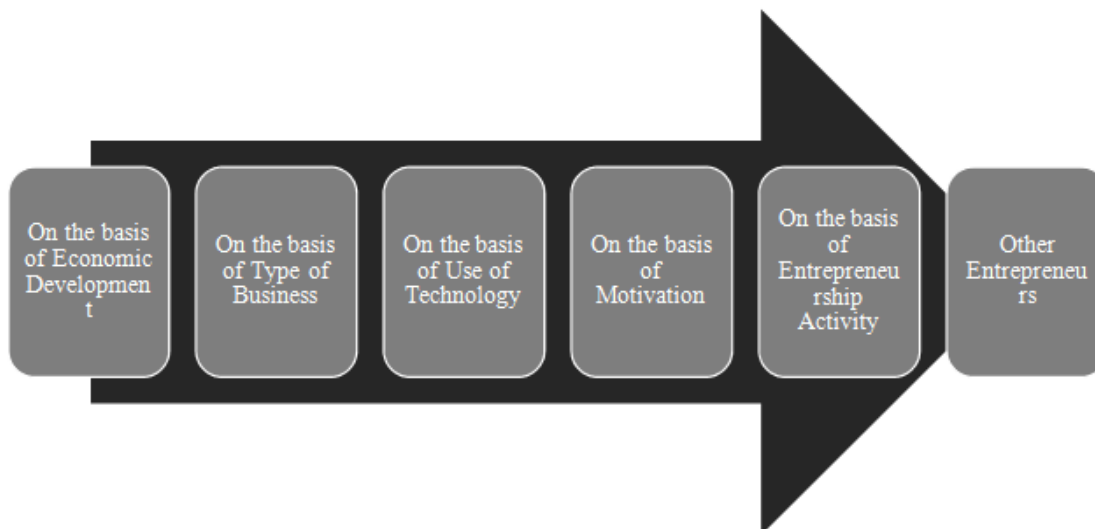 On the basis
of Economic
Developmen
t
On the basis
of Type of
Business
On the basis
of Use of
Technology
On the basis
of
Motivation
On the basis
of
Entrepreneu
rship
Activity
Other
Entrepreneu
rs